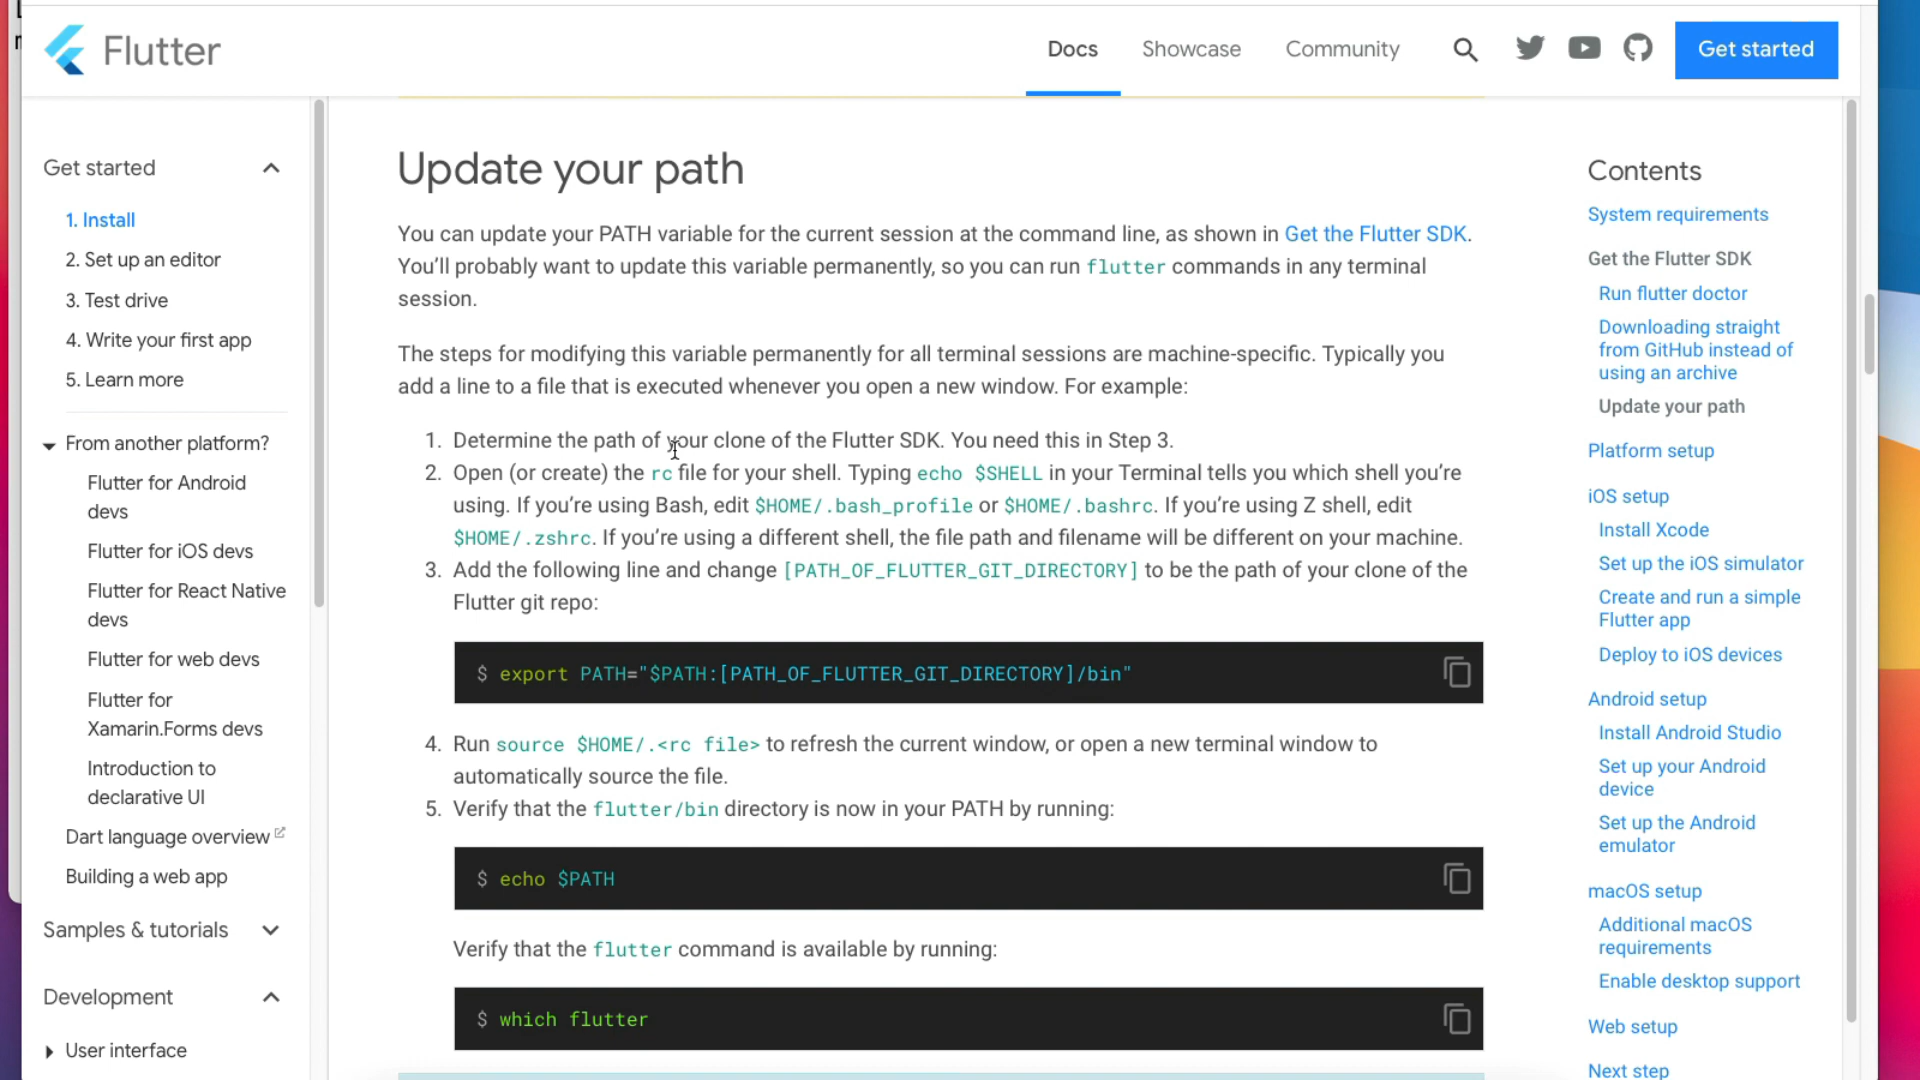 Flutter
Docs
Showcase
Community
Get started
Get started
1. Install
2. Set up an editor
3. Test drive
4. Write your first app
5. Learn more
From another platform?
Flutter for Android
devs
Flutter for iOS devs
Flutter for React Native
devs
Flutter for web devs
Flutter for
Xamarin.Forms devs
Introduction to
declarative UI
Dart language overview
Building a web app
Samples & tutorials
Development
User interface
Update your path
You can update your PATH variable for the current session at the command line, as shown in Get the Flutter SDK.
You’ll probably want to update this variable permanently, so you can run flutter commands in any terminal
session.
The steps for modifying this variable permanently for all terminal sessions are machine-specific. Typically you
add a line to a file that is executed whenever you open a new window. For example:
1. Determine the path of your clone of the Flutter SDK. You need this in Step 3.
2. Open (or create) the rc file for your shell. Typing echo $SHELL in your Terminal tells you which shell you’re
using. If you’re using Bash, edit $HOME/.bash_profile or $HOME/.bashrc. If you’re using Z shell, edit
$HOME/.zshrc. If you’re using a different shell, the file path and filename will be different on your machine.
3. Add the following line and change [PATH_OF_FLUTTER_GIT_DIRECTORY] to be the path of your clone of the
Flutter git repo:
$ export PATH="$PATH:[PATH_OF_FLUTTER_GIT_DIRECTORY]/bin"
4. Run source $HOME/.<rc file> to refresh the current window, or open a new terminal window to
automatically source the file.
5. Verify that the flutter/bin directory is now in your PATH by running:
$ echo $PATH
Verify that the flutter command is available by running:
$ which flutter
Contents
System requirements
Get the Flutter SDK
Run flutter doctor
Downloading straight
from GitHub instead of
using an archive
Update your path
Platform setup
iOS setup
Install Xcode
Set up the iOS simulator
Create and run a simple
Flutter app
Deploy to iOS devices
Android setup
Install Android Studio
Set up your Android
device
Set up the Android
emulator
macOS setup
Additional macOS
requirements
Enable desktop support
Web setup
Next step